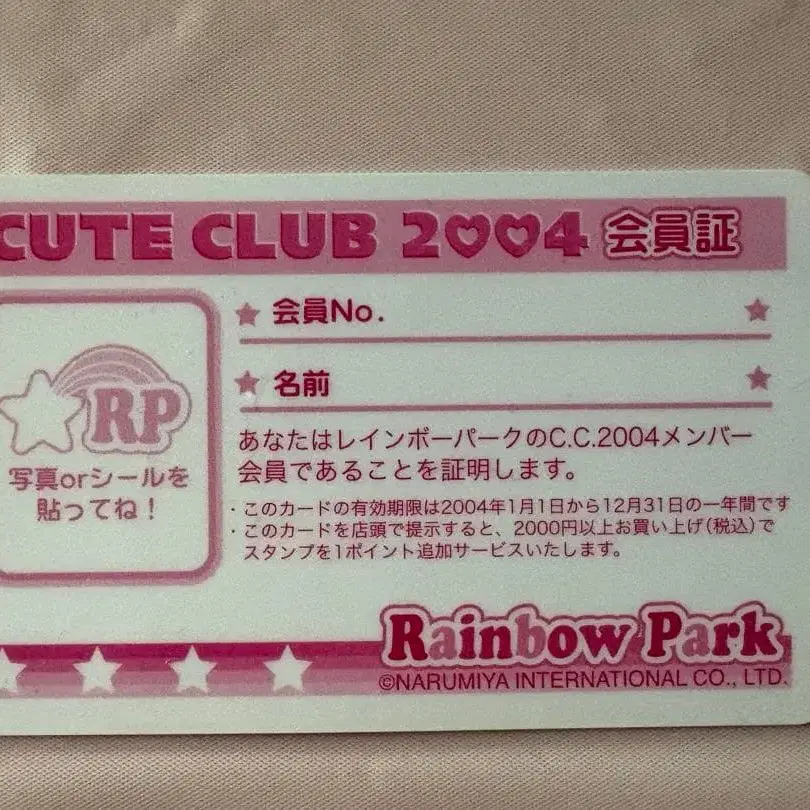 CUTE CLUB 2004 会員証
会員No.
名前
RP
写真orシールを
貼ってね!
あなたはレインボーパークのC.C.2004メンバー
会員であることを証明します。
・このカードの有効期限は2004年1月1日から12月31日の一年間です
・このカードを店頭で提示すると、2000円以上お買い上げ(税込)で
スタンプを1ポイント追加サービスいたします。
Rainbow Park
©NARUMIYA INTERNATIONAL CO., LTD.